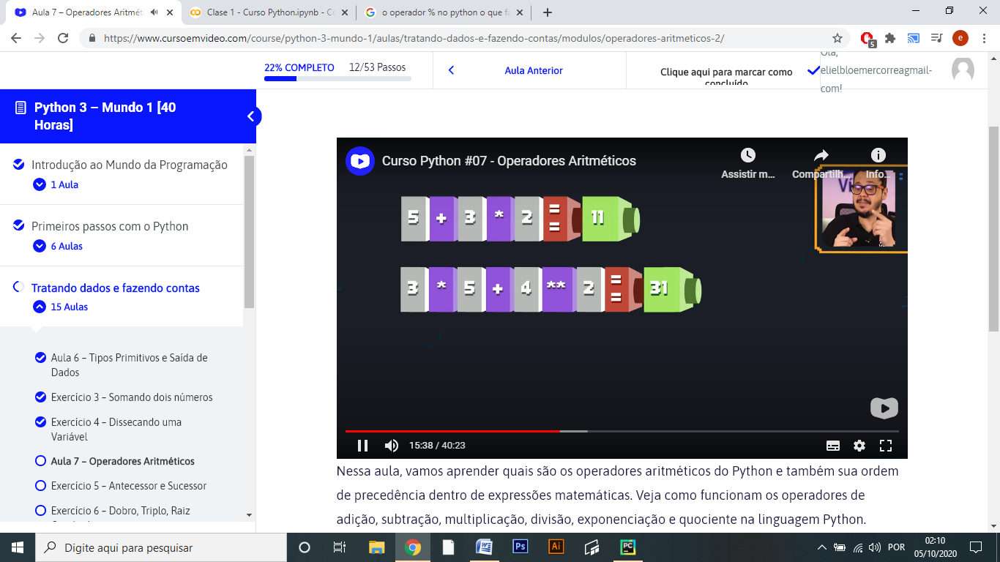 Aula 7 – Operadores Aritméti
Clase 1 - Curso Python.ipynb - Co
o operador % no python o que fa
https://www.cursoemvideo.com/course/python-3-mundo-1/aulas/tratando-dados-e-fazendo-contas/modulos/operadores-aritmeticos-2/
5
e
22% COMPLETO 12/53 Passos
Aula Anterior
Clique aqui para marcar como
concluído
Olá,
elielbloemercorreagmail-
com!
Python 3 – Mundo 1 [40
Horas]
Introdução ao Mundo da Programação
1 Aula
Primeiros passos com o Python
6 Aulas
Tratando dados e fazendo contas
15 Aulas
Aula 6 – Tipos Primitivos e Saída de
Dados
Exercício 3 – Somando dois números
Exercício 4 – Dissecando uma
Variável
Aula 7 – Operadores Aritméticos
Exercício 5 – Antecessor e Sucessor
Exercício 6 – Dobro, Triplo, Raiz
Curso Python #07 - Operadores Aritméticos
Assistir m...
Compartilh...
Info...
5 + 3 * 2 == 11
3 * 5 + 4 ** 2 == 31
15:38 / 40:23
Nessa aula, vamos aprender quais são os operadores aritméticos do Python e também sua ordem
de precedência dentro de expressões matemáticas. Veja como funcionam os operadores de
adição, subtração, multiplicação, divisão, exponenciação e quociente na linguagem Python.
Digite aqui para pesquisar
W
Ps
Ai
PC
POR
02:10
05/10/2020